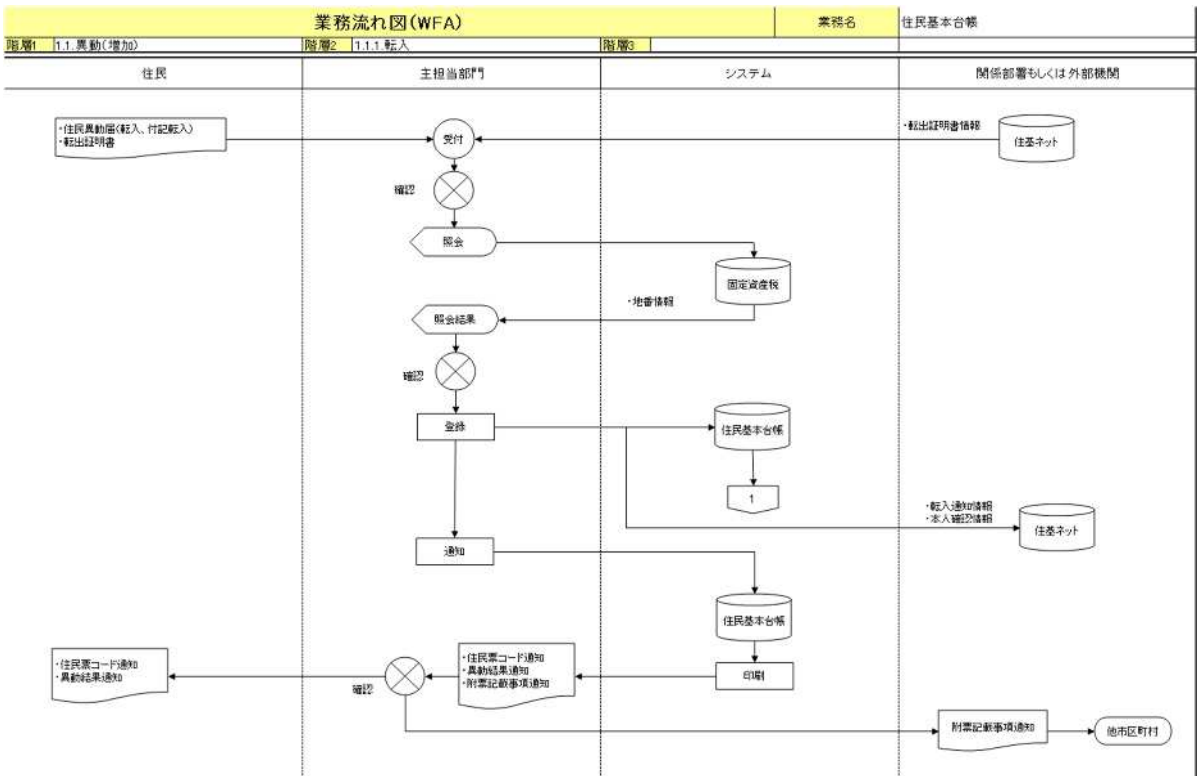 業務流れ図(WFA)
業務名
住民基本台帳
階層1
1.1.異動(増加)
階層2
1.1.1.転入
階層3
住民
主担当部門
システム
関係部署もしくは外部機関
・住民異動届(転入、付記転入)
・転出証明書
受付
・転出証明書情報
住基ネット
確認
照会
固定資産税
・地番情報
照会結果
確認
登録
住民基本台帳
1
・転入通知情報
・本人確認情報
住基ネット
通知
住民基本台帳
・住民票コード通知
・異動結果通知
確認
・住民票コード通知
・異動結果通知
・附票記載事項通知
印刷
附票記載事項通知
他市区町村